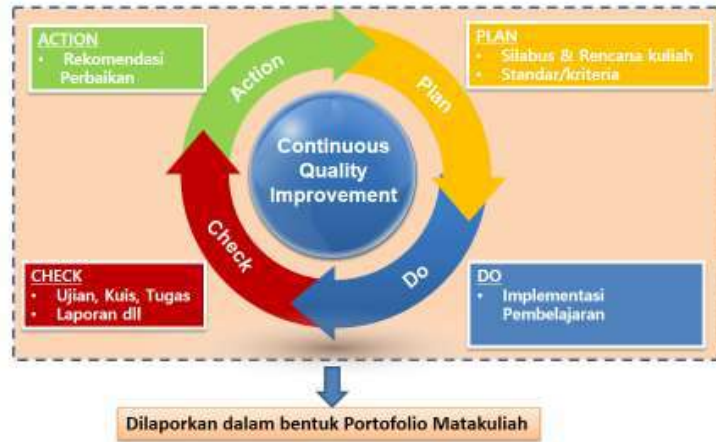 ACTION
• Rekomendasi
Perbaikan
PLAN
• Silabus & Rencana kuliah
• Standar/kriteria
Action
Plan
Continuous
Quality
Improvement
Check
Do
CHECK
• Ujian, Kuis, Tugas
• Laporan dll
DO
• Implementasi
Pembelajaran
Dilaporkan dalam bentuk Portofolio Matakuliah